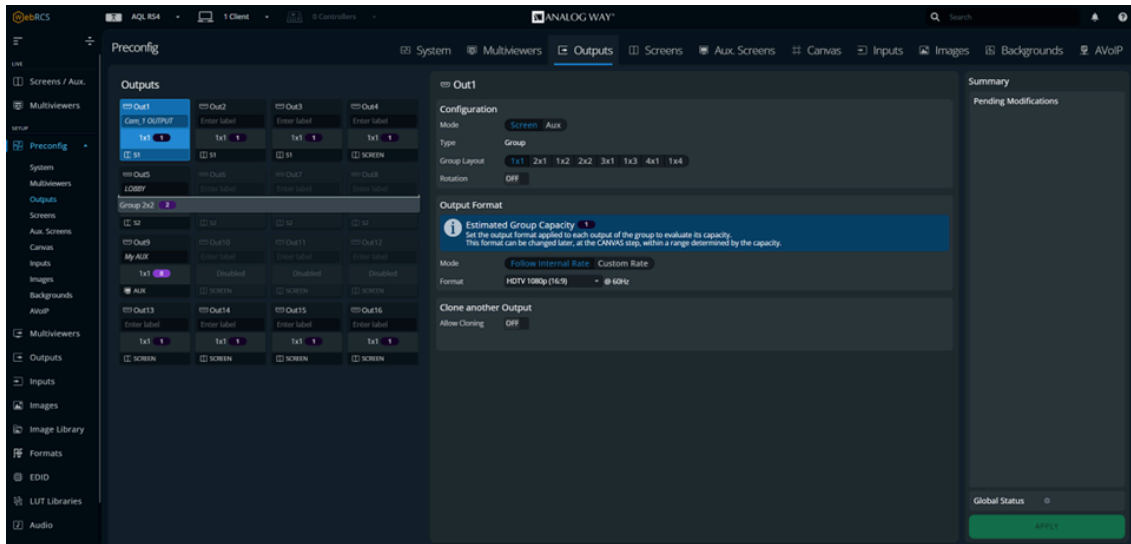 WebRCS
AQL RS4
1 Client
0 Controllers
ANALOG WAY®
Search
LIVE
Screens / Aux.
Multiviewers
SETUP
Preconfig
System
Multiviewers
Outputs
Screens
Aux. Screens
Canvas
Inputs
Images
Backgrounds
AVoIP
Multiviewers
Outputs
Inputs
Images
Image Library
Formats
EDID
LUT Libraries
Audio
Preconfig
System Multiviewers Outputs Screens Aux. Screens Canvas Inputs Images Backgrounds AVoIP
Outputs
Out1 Out2 Out3 Out4
Cam_1 OUTPUT Enter label Enter label Enter label
1x1 1 1x1 1 1x1 1 1x1 1
S1 S1 S1 SCREEN
Out5 Out6 Out7 Out8
LOBBY Enter label Enter label Enter label
Group 2x2 2
S2 S2 S2 S2
Out9 Out10 Out11 Out12
My AUX Enter label Enter label Enter label
1x1 8 Disabled Disabled Disabled
AUX SCREEN SCREEN SCREEN
Out13 Out14 Out15 Out16
Enter label Enter label Enter label Enter label
1x1 1 1x1 1 1x1 1 1x1 1
SCREEN SCREEN SCREEN SCREEN
Out1
Configuration
Mode Screen Aux
Type Group
Group Layout 1x1 2x1 1x2 2x2 3x1 1x3 4x1 1x4
Rotation OFF
Output Format
Estimated Group Capacity 1
Set the output format applied to each output of the group to evaluate its capacity.
This format can be changed later, at the CANVAS step, within a range determined by the capacity.
Mode Follow Internal Rate Custom Rate
Format HDTV 1080p (16:9) @ 60Hz
Clone another Output
Allow Cloning OFF
Summary
Pending Modifications
Global Status
APPLY